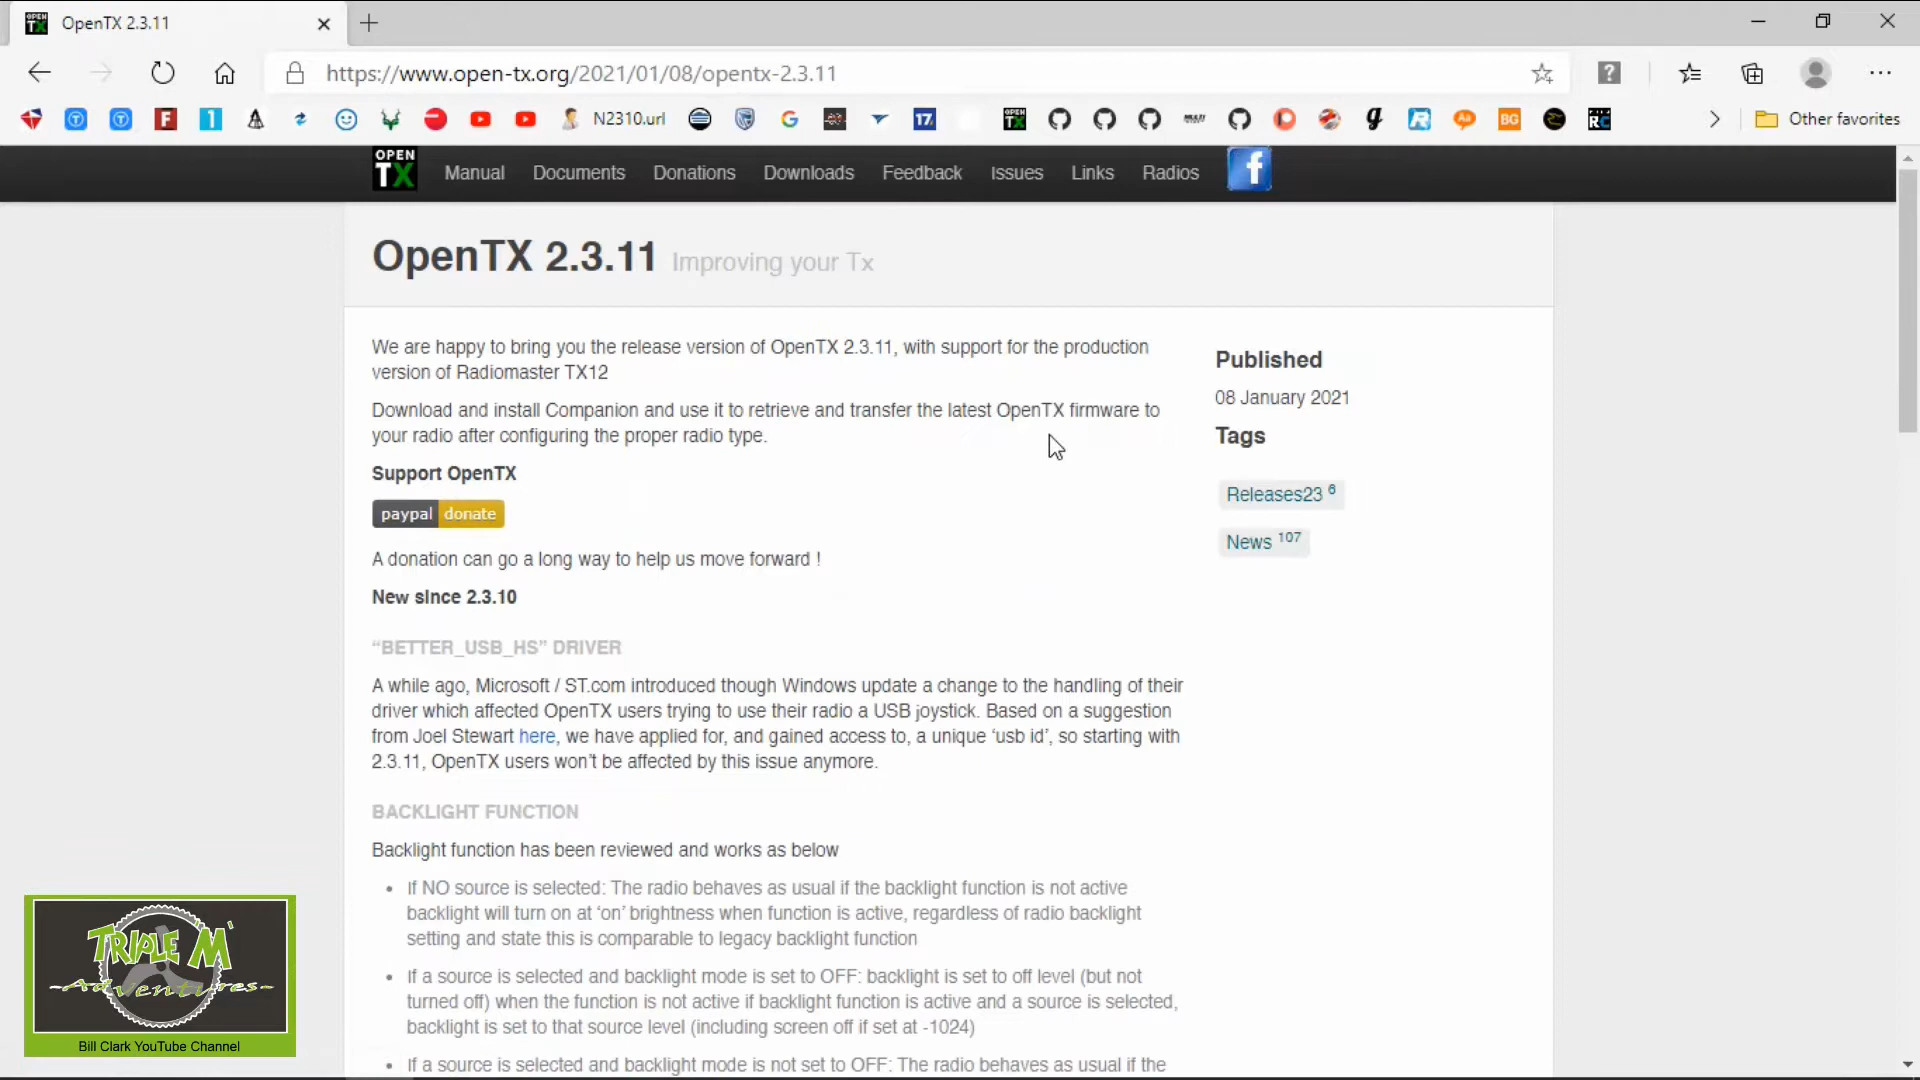 OpenTX 2.3.11
https://www.open-tx.org/2021/01/08/opentx-2.3.11
N2310.url
Other favorites
OPEN TX Manual Documents Donations Downloads Feedback Issues Links Radios
OpenTX 2.3.11 Improving your Tx
We are happy to bring you the release version of OpenTX 2.3.11, with support for the production
version of Radiomaster TX12
Download and install Companion and use it to retrieve and transfer the latest OpenTX firmware to
your radio after configuring the proper radio type.
Support OpenTX
paypal donate
A donation can go a long way to help us move forward !
New since 2.3.10
“BETTER_USB_HS” DRIVER
A while ago, Microsoft / ST.com introduced though Windows update a change to the handling of their
driver which affected OpenTX users trying to use their radio a USB joystick. Based on a suggestion
from Joel Stewart here, we have applied for, and gained access to, a unique ‘usb id’, so starting with
2.3.11, OpenTX users won’t be affected by this issue anymore.
BACKLIGHT FUNCTION
Backlight function has been reviewed and works as below
• If NO source is selected: The radio behaves as usual if the backlight function is not active
backlight will turn on at ‘on’ brightness when function is active, regardless of radio backlight
setting and state this is comparable to legacy backlight function
• If a source is selected and backlight mode is set to OFF: backlight is set to off level (but not
turned off) when the function is not active if backlight function is active and a source is selected,
backlight is set to that source level (including screen off if set at -1024)
• If a source is selected and backlight mode is not set to OFF: The radio behaves as usual if the
Published
08 January 2021
Tags
Releases23 6
News 107
TRIPLE M
-Adventures-
Bill Clark YouTube Channel